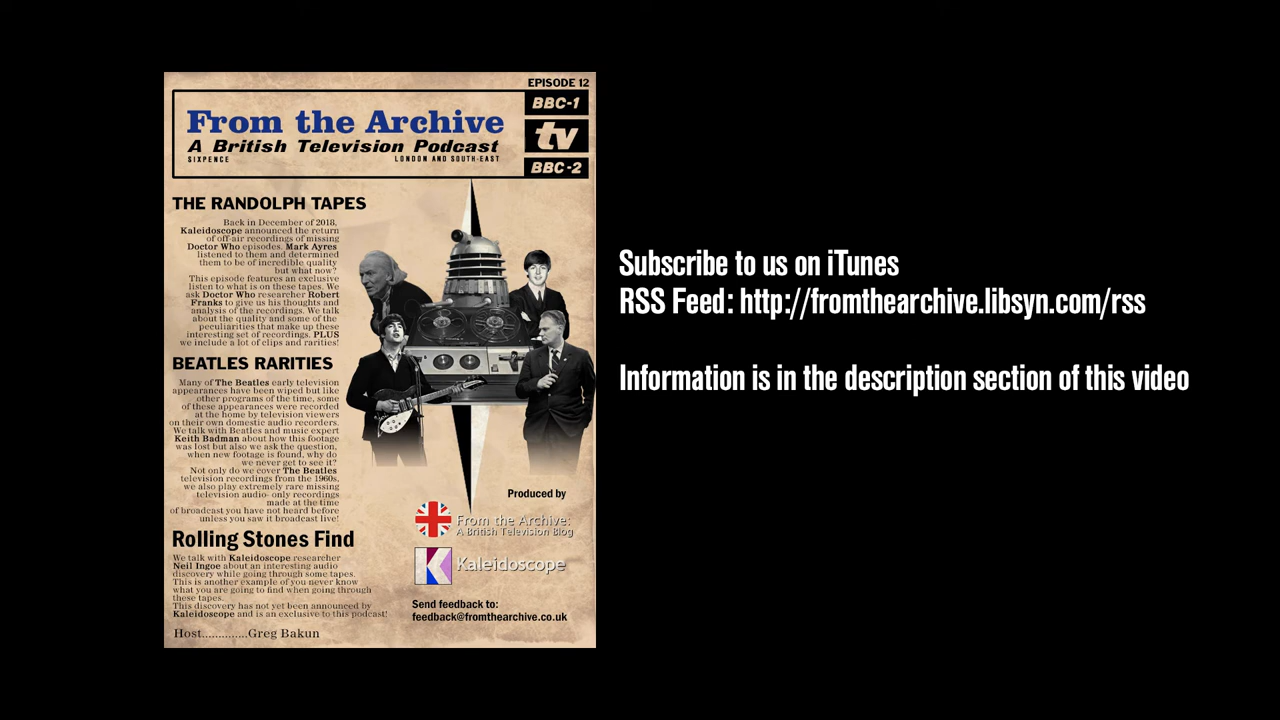 EPISODE 12
From the Archive
A British Television Podcast
SIXPENCE
LONDON AND SOUTH-EAST
BBC-1
tv
BBC-2
THE RANDOLPH TAPES
Back in December of 2018,
Kaleidoscope announced the return
of off-air recordings of missing
Doctor Who episodes. Mark Ayres
listened to them and determined
them to be of incredible quality
but what now?
This episode features an exclusive
listen to what is on these tapes. We
ask Doctor Who researcher Robert
Franks to give us his thoughts and
analysis of the recordings. We talk
about the quality and some of the
peculiarities that make up these
interesting set of recordings. PLUS
we include a lot of clips and rarities!
BEATLES RARITIES
Many of The Beatles early television
appearances have been wiped but like
other programs of the time, some
of these appearances were recorded
at the home by television viewers
on their own domestic audio recorders.
We talk with Beatles and music expert
Keith Badman about how this footage
was lost but also we ask the question,
when new footage is found, why do
we never get to see it?
Not only do we cover The Beatles
television recordings from the 1960s,
we also play extremely rare missing
television audio- only recordings
made at the time
of broadcast you have not heard before
unless you saw it broadcast live!
Rolling Stones Find
We talk with Kaleidoscope researcher
Neil Ingoe about an interesting audio
discovery while going through some tapes.
This is another example of you never know
what you are going to find when going through
these tapes.
This discovery has not yet been announced by
Kaleidoscope and is an exclusive to this podcast!
Host.............Greg Bakun
Produced by
From the Archive:
A British Television Blog
Kaleidoscope
Send feedback to:
feedback@fromthearchive.co.uk
Subscribe to us on iTunes
RSS Feed: http://fromthearchive.libsyn.com/rss
Information is in the description section of this video